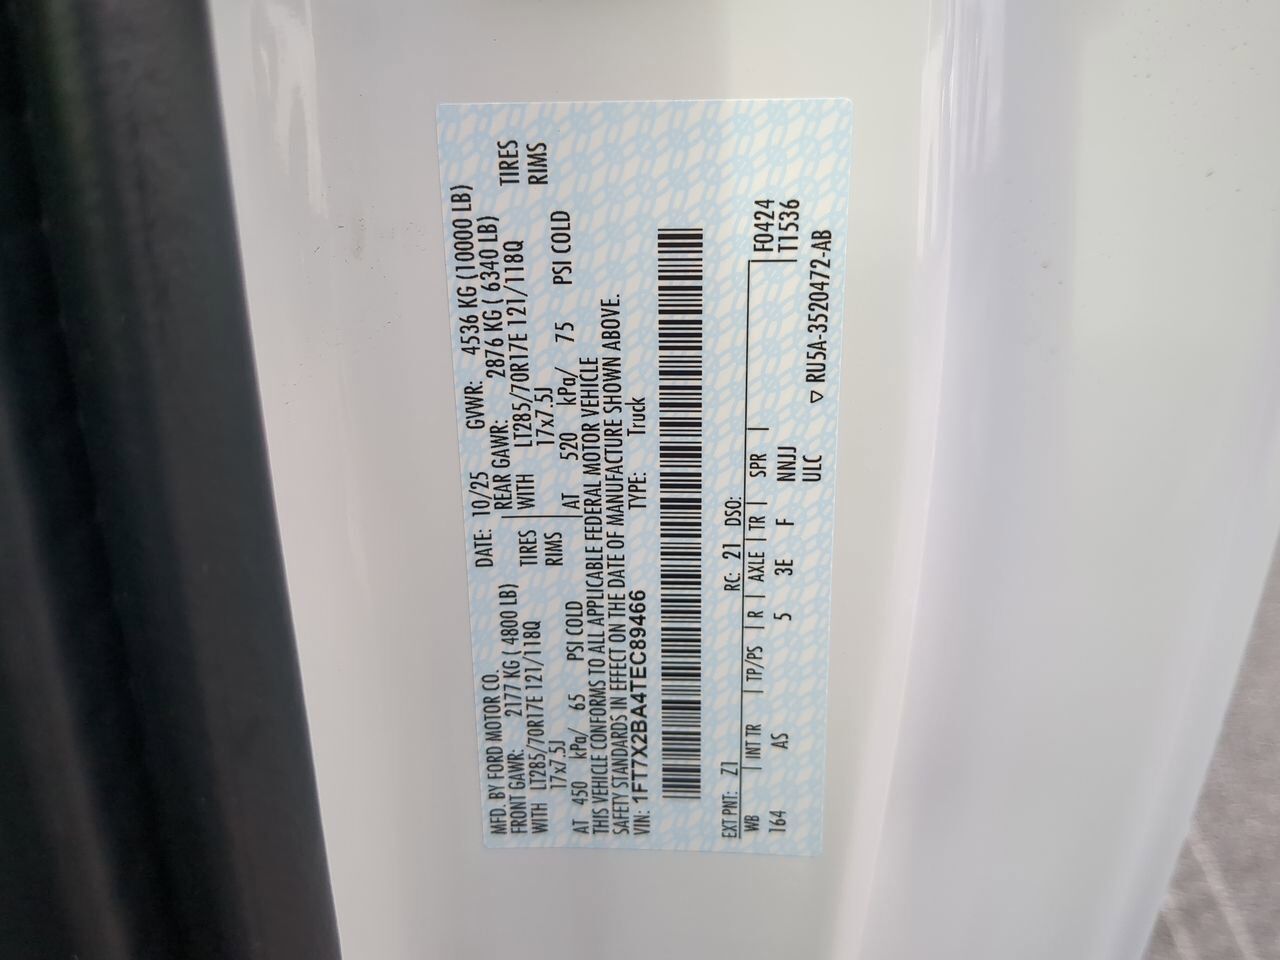 MFD. BY FORD MOTOR CO.
DATE: 10/25 GVWR: 4536 KG (10000 LB)
FRONT GAWR: 2177 KG ( 4800 LB) REAR GAWR: 2876 KG ( 6340 LB)
WITH LT285/70R17E 121/118Q TIRES WITH LT285/70R17E 121/118Q TIRES
17x7.5J RIMS 17x7.5J RIMS
AT 450 kPa/ 65 PSI COLD AT 520 kPa/ 75 PSI COLD
THIS VEHICLE CONFORMS TO ALL APPLICABLE FEDERAL MOTOR VEHICLE
SAFETY STANDARDS IN EFFECT ON THE DATE OF MANUFACTURE SHOWN ABOVE.
VIN: 1FT7X2BA4TEC89466 TYPE: Truck
EXT PNT: Z1 RC: 21 DSO:
WB INT TR TP/PS R AXLE TR SPR F0424
164 AS 5 3E F NNJJ T1536
ULC ▽ RU5A-3520472-AB